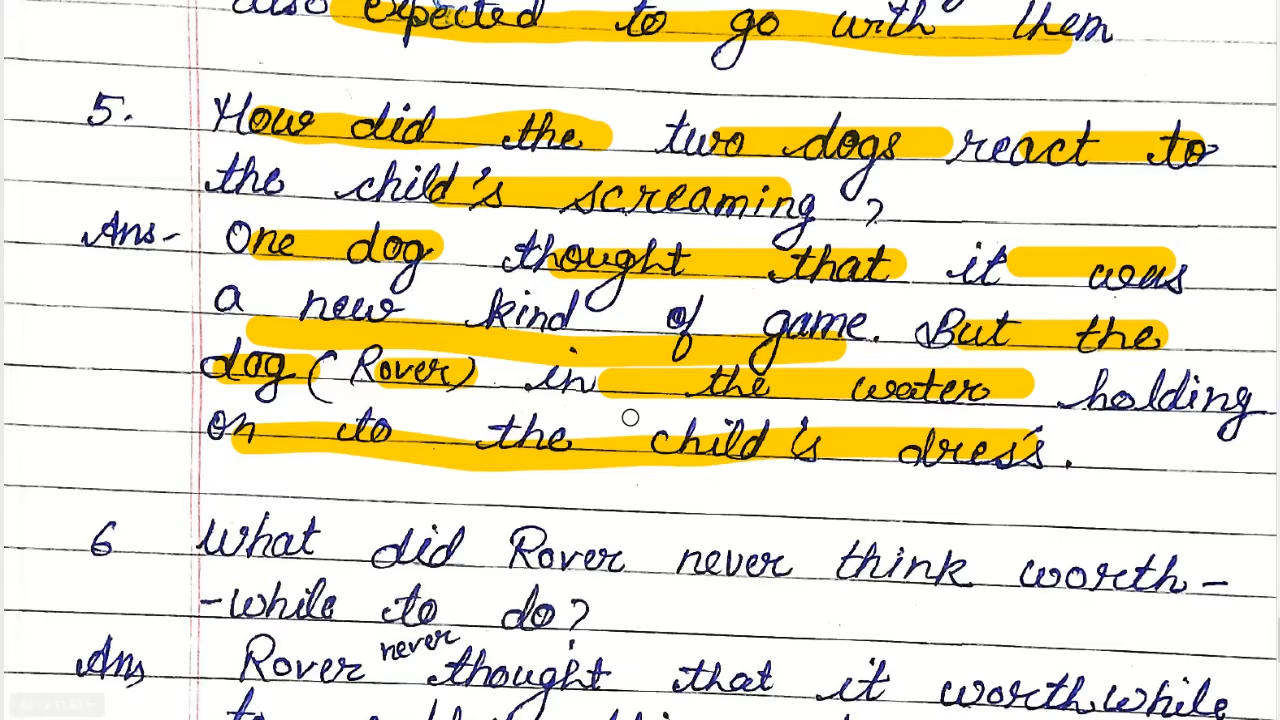 also expected to go with them
5. How did the two dogs react to
the child's screaming ?
Ans- One dog thought that it was
a new kind of game. But the
dog (Rover) in the water holding
on to the child's dress.
6 What did Rover never think worth-
-while to do?
never
Ans Rover thought that it worthwhile
to